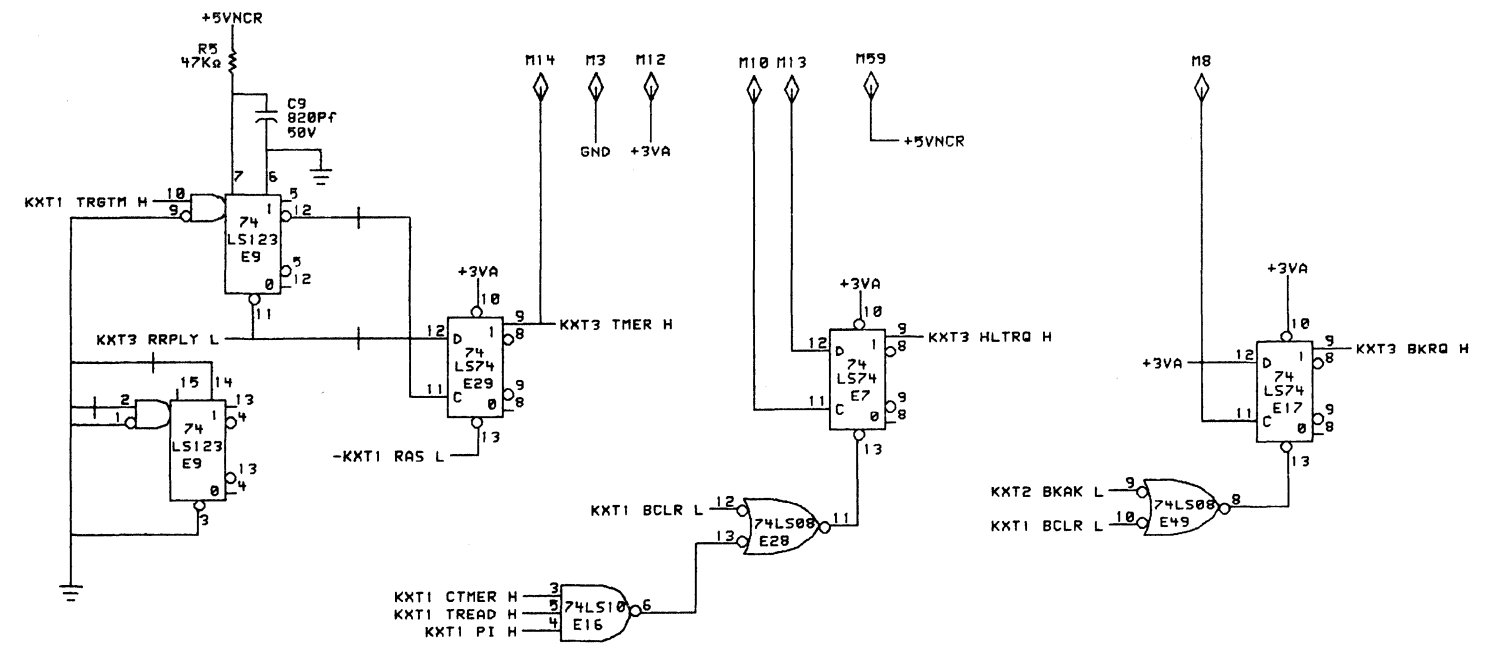 +5VNCR
R5
47KΩ
C9
820Pf
50V
M14
M3
M12
M10
M13
M59
M8
GND
+3VA
+5VNCR
7
6
KXT1 TRGTM H
10
9
5
1
12
74
LS123
E9
5
0
12
11
KXT3 RRPLY L
15
14
2
1
13
1
4
74
LS123
E9
13
0
4
3
+3VA
10
12
D
1
9
8
KXT3 TMER H
74
LS74
E29
11
C
9
0
8
13
-KXT1 RAS L
+3VA
10
12
D
1
9
8
KXT3 HLTRQ H
74
LS74
E7
11
C
9
0
8
13
KXT1 BCLR L
12
13
74LS08
E28
11
KXT1 CTMER H
3
KXT1 TREAD H
5
KXT1 PI H
4
74LS10
E16
6
+3VA
10
+3VA
12
D
1
9
8
KXT3 BKRQ H
74
LS74
E17
11
C
9
0
8
13
KXT2 BKAK L
9
KXT1 BCLR L
10
74LS08
E49
8